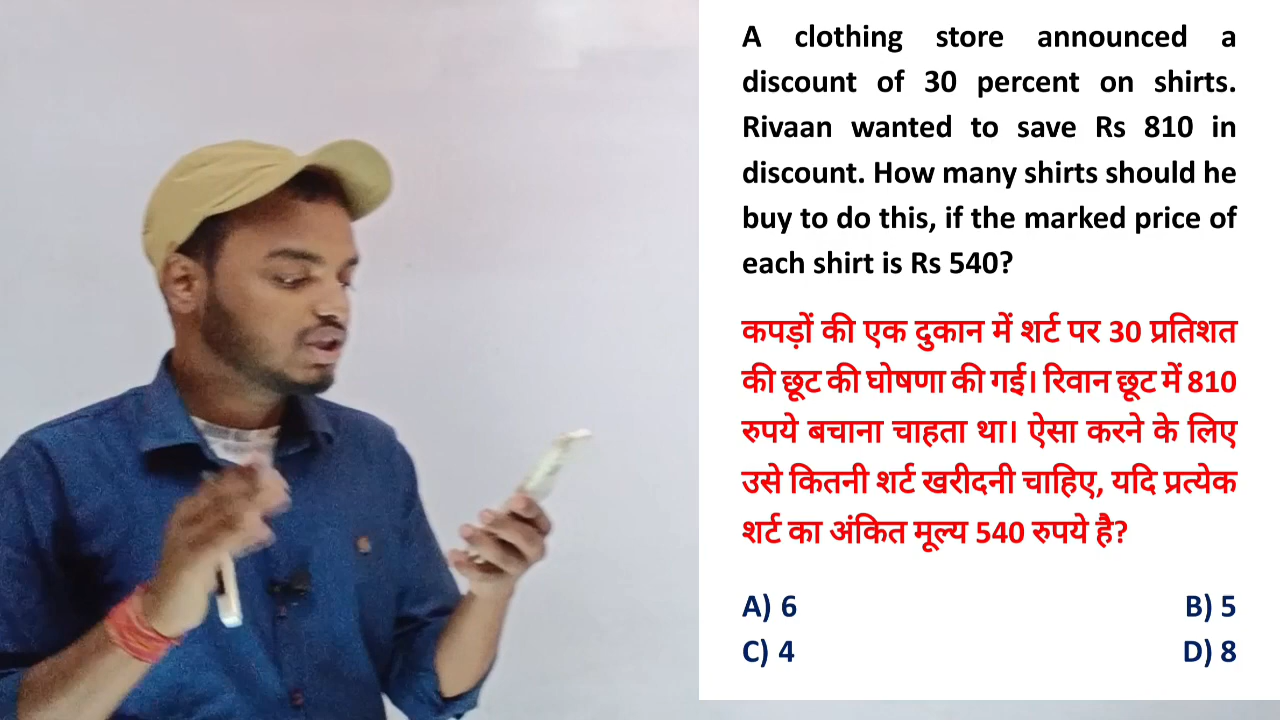 A clothing store announced a
discount of 30 percent on shirts.
Rivaan wanted to save Rs 810 in
discount. How many shirts should he
buy to do this, if the marked price of
each shirt is Rs 540?
कपड़ों की एक दुकान में शर्ट पर 30 प्रतिशत
की छूट की घोषणा की गई। रिवान छूट में 810
रुपये बचाना चाहता था। ऐसा करने के लिए
उसे कितनी शर्ट खरीदनी चाहिए, यदि प्रत्येक
शर्ट का अंकित मूल्य 540 रुपये है?
A) 6 B) 5
C) 4 D) 8